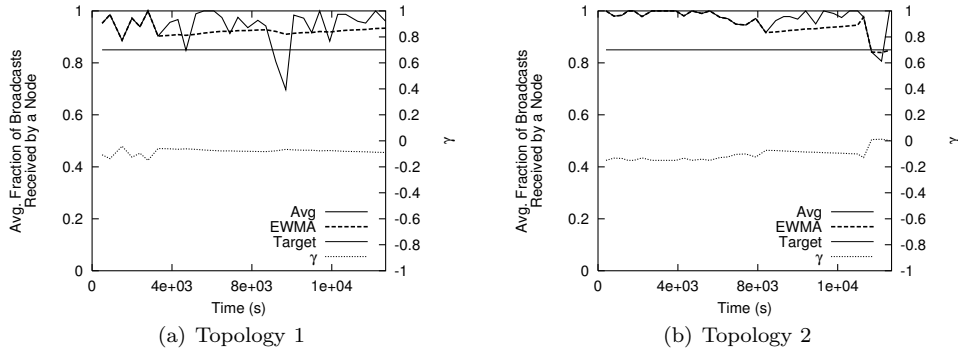 Avg. Fraction of Broadcasts
Received by a Node
1
0.8
0.6
0.4
0.2
0
1
0.8
0.6
0.4
0.2
0
-0.2
-0.4
-0.6
-0.8
-1
γ
Avg
EWMA
Target
γ
0 4e+03 8e+03 1e+04
Time (s)
(a) Topology 1
Avg. Fraction of Broadcasts
Received by a Node
1
0.8
0.6
0.4
0.2
0
1
0.8
0.6
0.4
0.2
0
-0.2
-0.4
-0.6
-0.8
-1
γ
Avg
EWMA
Target
γ
0 4e+03 8e+03 1e+04
Time (s)
(b) Topology 2